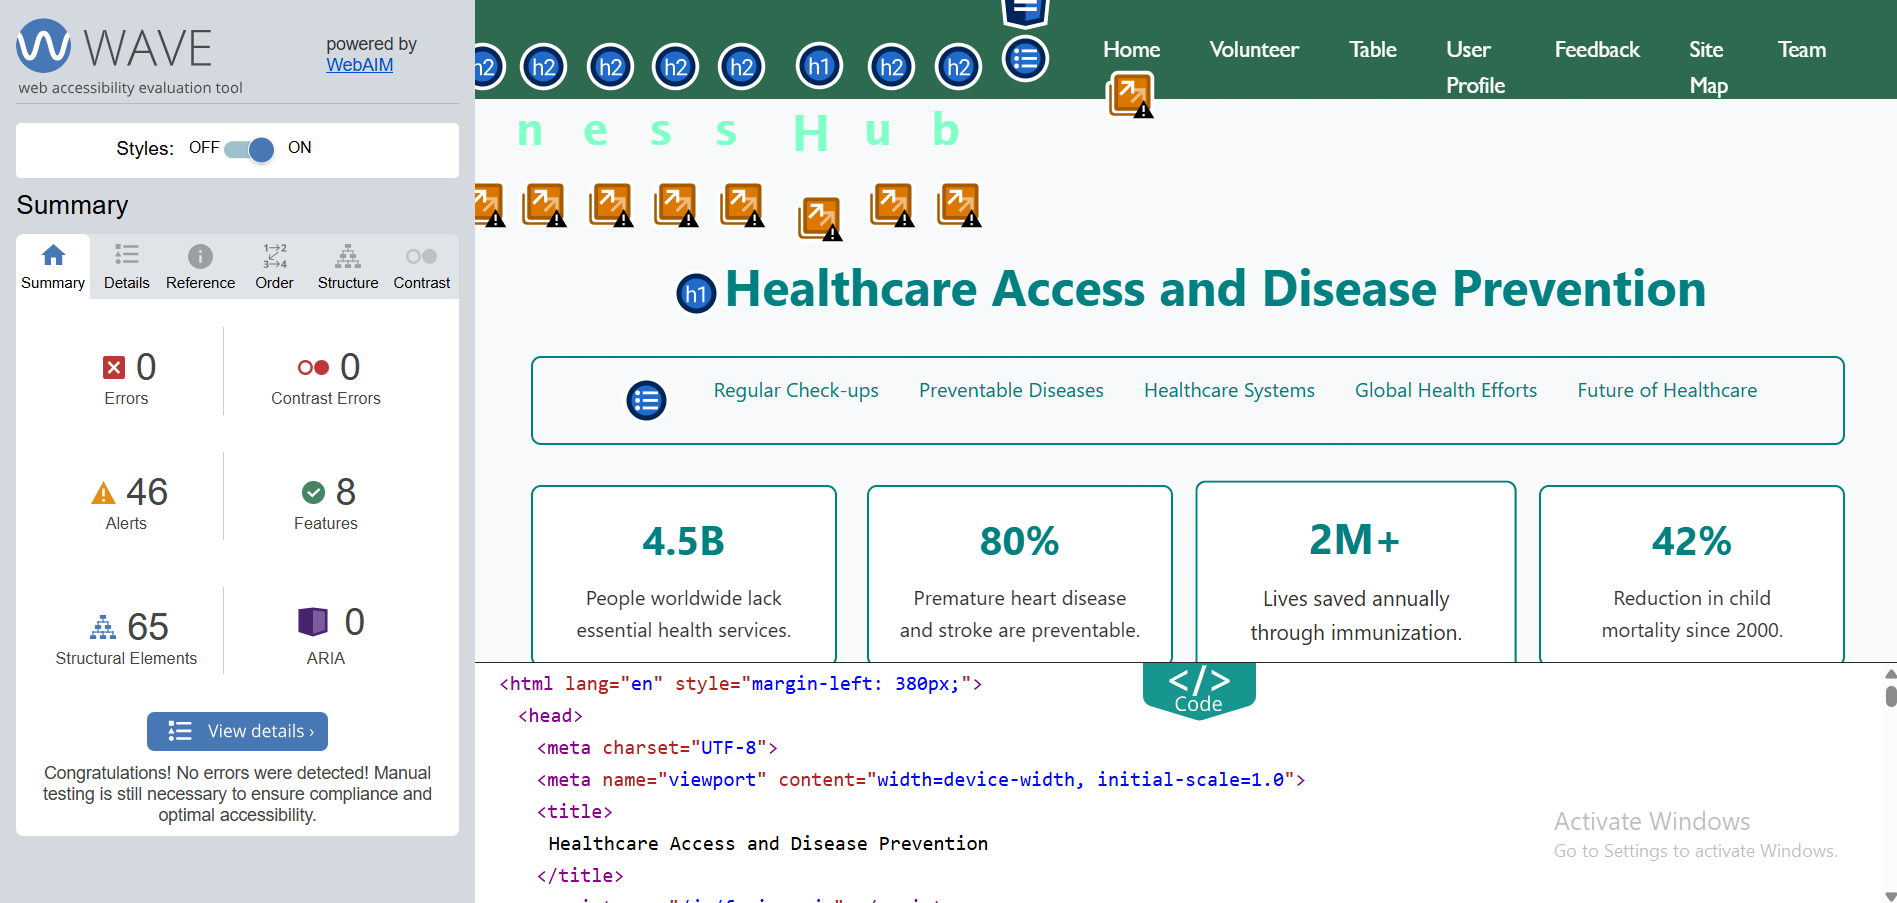 WAVE
powered by
WebAIM
web accessibility evaluation tool
Styles: OFF ON
Summary
Summary Details Reference Order Structure Contrast
0
Errors
0
Contrast Errors
46
Alerts
8
Features
65
Structural Elements
0
ARIA
View details ›
Congratulations! No errors were detected! Manual
testing is still necessary to ensure compliance and
optimal accessibility.
h2 h2 h2 h2 h2 h1 h2 h2
Home Volunteer Table User Profile Feedback Site Map Team
n e s s H u b
h1 Healthcare Access and Disease Prevention
Regular Check-ups Preventable Diseases Healthcare Systems Global Health Efforts Future of Healthcare
4.5B
People worldwide lack
essential health services.
80%
Premature heart disease
and stroke are preventable.
2M+
Lives saved annually
through immunization.
42%
Reduction in child
mortality since 2000.
</>
Code
<html lang="en" style="margin-left: 380px;">
<head>
<meta charset="UTF-8">
<meta name="viewport" content="width=device-width, initial-scale=1.0">
<title>
Healthcare Access and Disease Prevention
</title>
Activate Windows
Go to Settings to activate Windows.